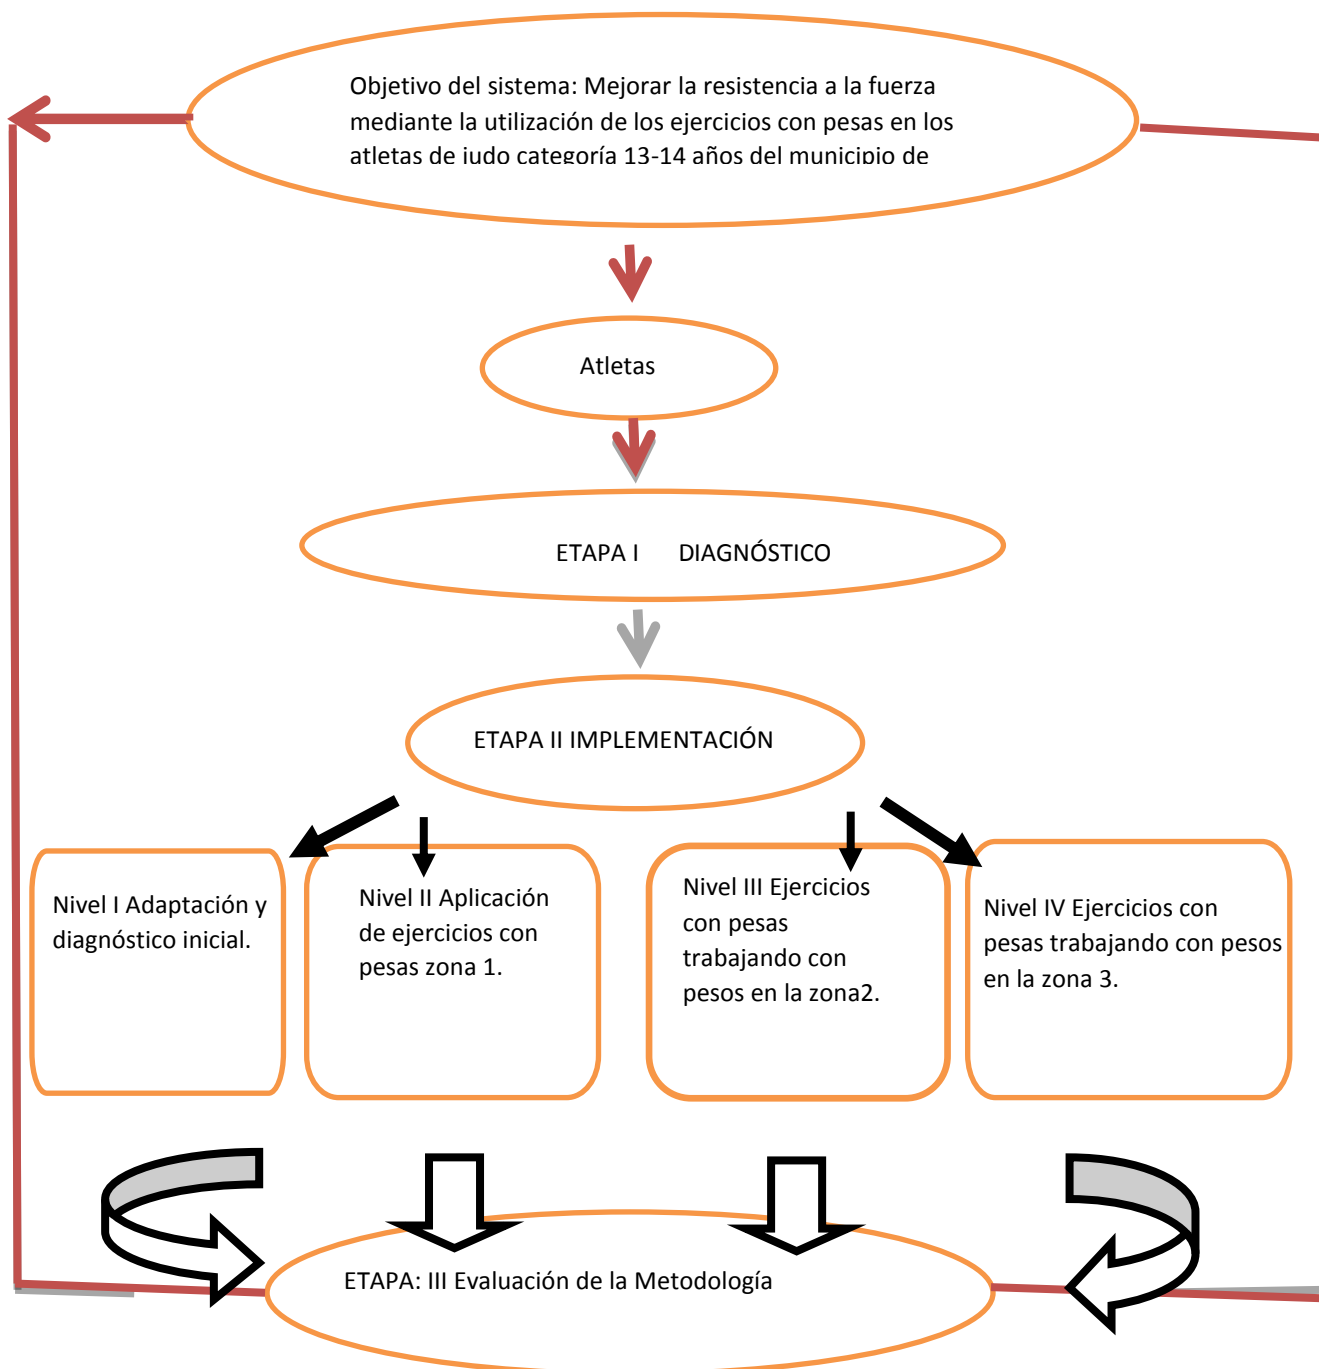 Objetivo del sistema: Mejorar la resistencia a la fuerza
mediante la utilización de los ejercicios con pesas en los
atletas de judo categoría 13-14 años del municipio de
Atletas
ETAPA I DIAGNÓSTICO
ETAPA II IMPLEMENTACIÓN
Nivel I Adaptación y
diagnóstico inicial.
Nivel II Aplicación
de ejercicios con
pesas zona 1.
Nivel III Ejercicios
con pesas
trabajando con
pesos en la zona2.
Nivel IV Ejercicios con
pesas trabajando con pesos
en la zona 3.
ETAPA: III Evaluación de la Metodología